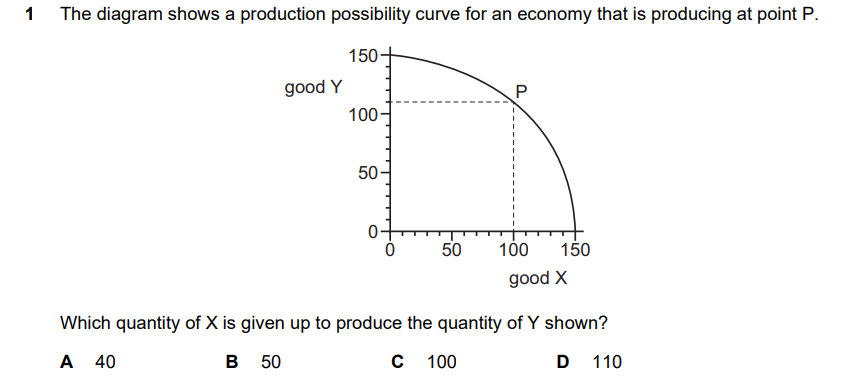 1 The diagram shows a production possibility curve for an economy that is producing at point P.
150
good Y
P
100
50
0
0 50 100 150
good X
Which quantity of X is given up to produce the quantity of Y shown?
A 40 B 50 C 100 D 110